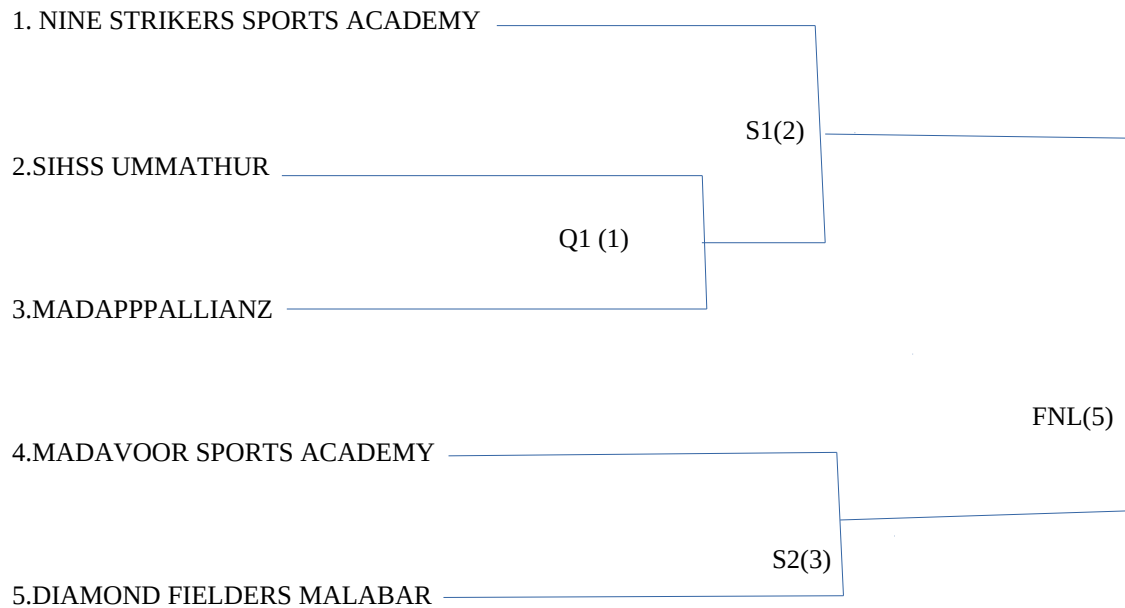 1. NINE STRIKERS SPORTS ACADEMY
S1(2)
2.SIHSS UMMATHUR
Q1 (1)
3.MADAPPPALLIANZ
FNL(5)
4.MADAVOOR SPORTS ACADEMY
S2(3)
5.DIAMOND FIELDERS MALABAR